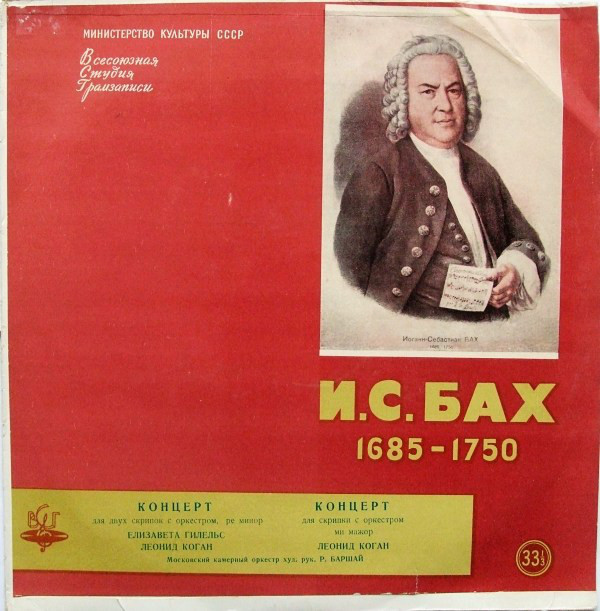 МИНИСТЕРСТВО КУЛЬТУРЫ СССР
Всесоюзная
Студия
Грамзаписи
Иоганн-Себастиан БАХ
И.С. БАХ
1685-1750
КОНЦЕРТ
для двух скрипок с оркестром, ре минор
ЕЛИЗАВЕТА ГИЛЕЛЬС
ЛЕОНИД КОГАН
КОНЦЕРТ
для скрипки с оркестром
ми мажор
ЛЕОНИД КОГАН
Московский камерный оркестр худ. рук. Р. БАРШАЙ
ВСГ
33⅓